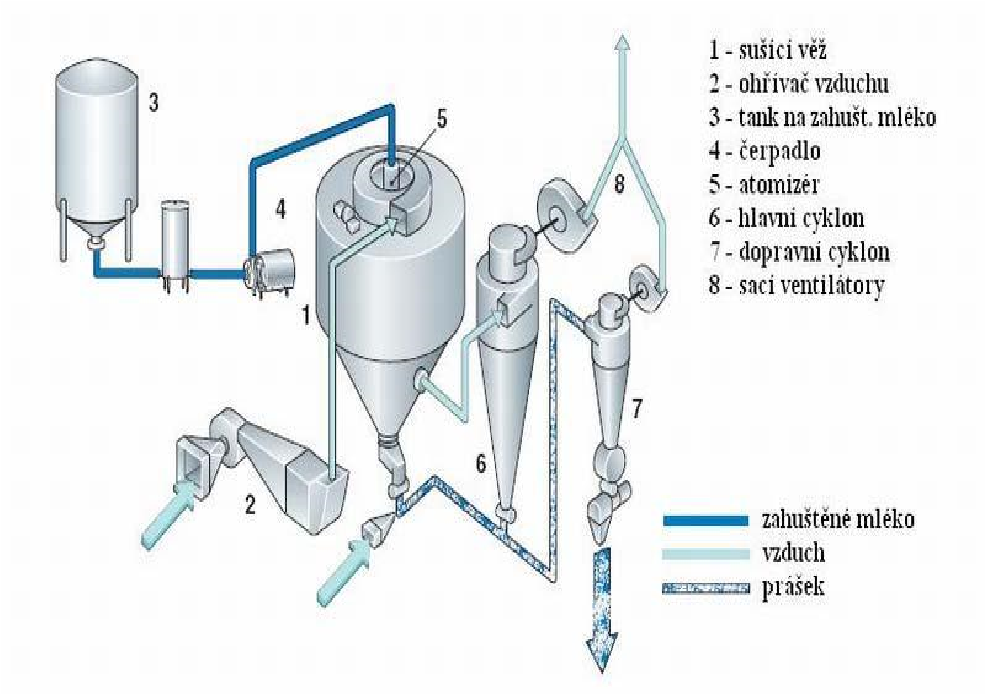 1 - sušicí věž
2 - ohřívač vzduchu
3 - tank na zahušt. mléko
4 - čerpadlo
5 - atomizér
6 - hlavní cyklon
7 - dopravní cyklon
8 - sací ventilátory
3
5
4
8
1
7
6
2
zahuštěné mléko
vzduch
prášek